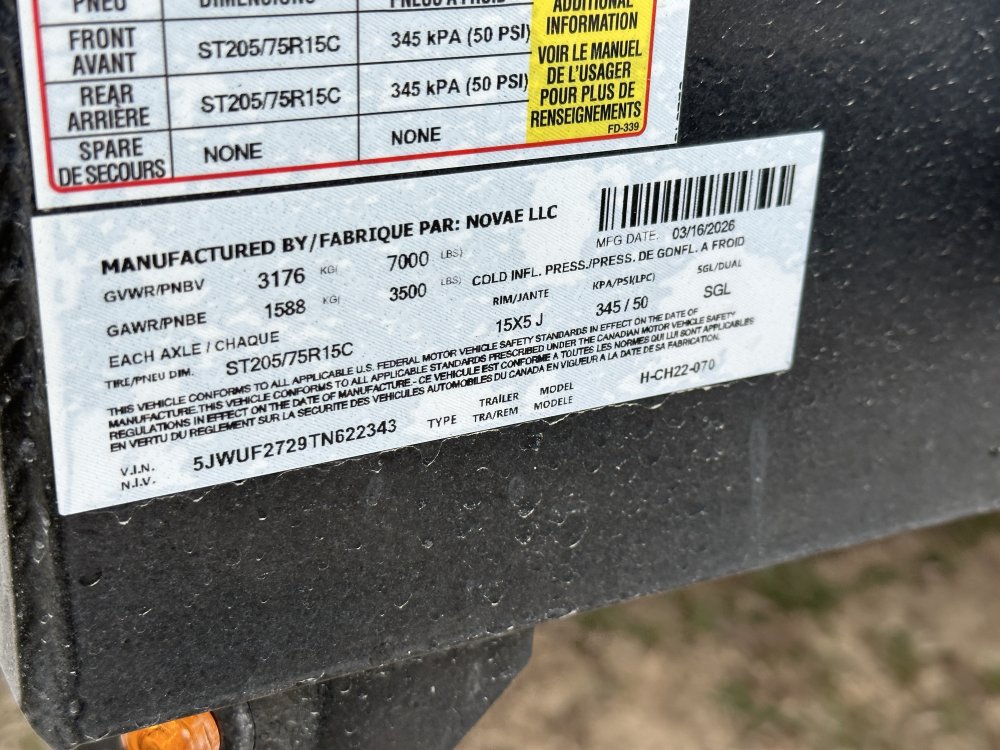 PNEU DIMENSIONS PNEUS À FROID
FRONT
AVANT ST205/75R15C 345 kPA (50 PSI)
REAR
ARRIÈRE ST205/75R15C 345 kPA (50 PSI)
SPARE
DE SECOURS NONE NONE
ADDITIONAL
INFORMATION
VOIR LE MANUEL
DE L'USAGER
POUR PLUS DE
RENSEIGNEMENTS
FD-339
MANUFACTURED BY/FABRIQUE PAR: NOVAE LLC
MFG DATE: 03/16/2026
GVWR/PNBV 3176 KG( 7000 LBS)
GAWR/PNBE 1588 KG( 3500 LBS)
COLD INFL. PRESS./PRESS. DE GONFL. A FROID
EACH AXLE / CHAQUE
RIM/JANTE KPA/PSI(LPC) SGL/DUAL
TIRE/PNEU DIM. ST205/75R15C 15X5 J 345 / 50 SGL
THIS VEHICLE CONFORMS TO ALL APPLICABLE U.S. FEDERAL MOTOR VEHICLE SAFETY STANDARDS IN EFFECT ON THE DATE OF
MANUFACTURE.THIS VEHICLE CONFORMS TO ALL APPLICABLE STANDARDS PRESCRIBED UNDER THE CANADIAN MOTOR VEHICLE SAFETY
REGULATIONS IN EFFECT ON THE DATE OF MANUFACTURE - CE VEHICULE EST CONFORME A TOUTES LES NORMES QUI LUI SONT APPLICABLES
EN VERTU DU REGLEMENT SUR LA SECURITE DES VEHICULES AUTOMOBILES DU CANADA EN VIGUEUR A LA DATE DE SA FABRICATION.
V.I.N.
N.I.V. 5JWUF2729TN622343 TYPE TRAILER
TRA/REM MODEL
MODELE H-CH22-070